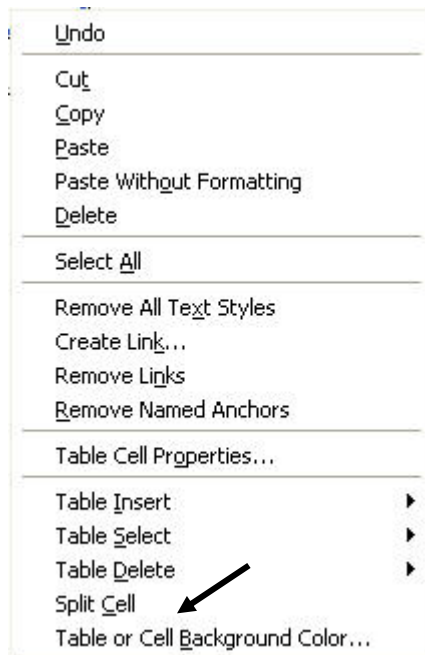 Undo
Cut
Copy
Paste
Paste Without Formatting
Delete
Select All
Remove All Text Styles
Create Link...
Remove Links
Remove Named Anchors
Table Cell Properties...
Table Insert
Table Select
Table Delete
Split Cell
Table or Cell Background Color...